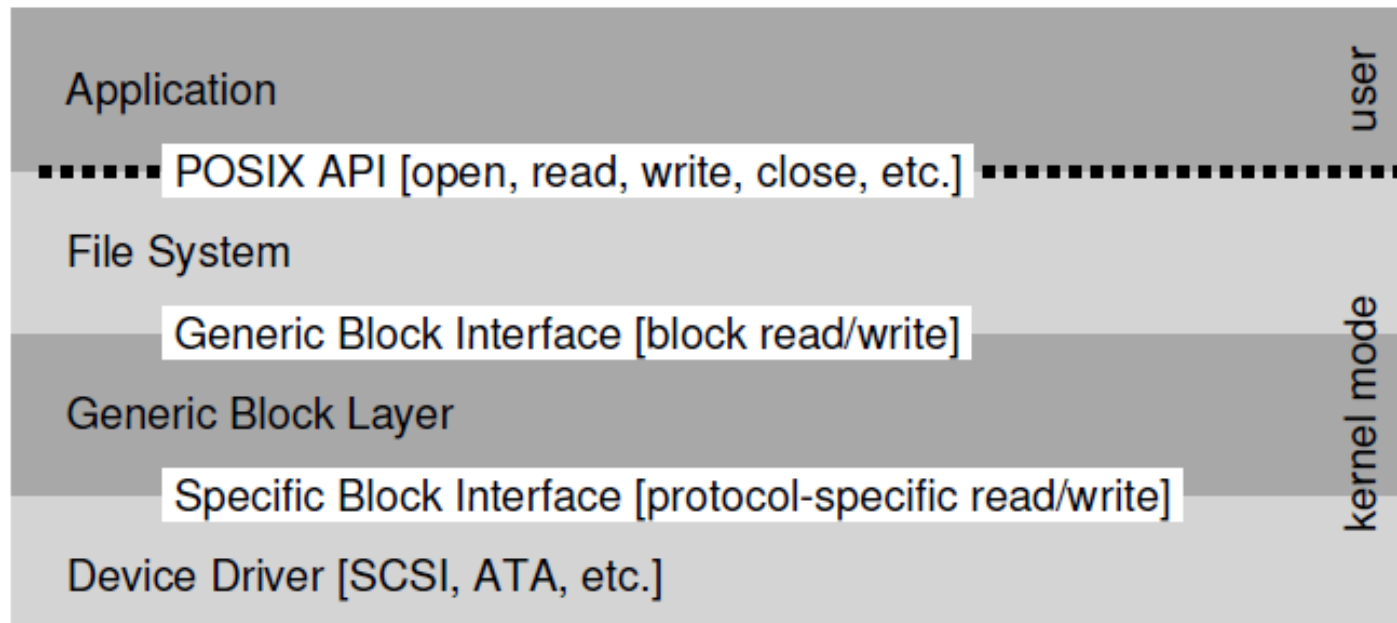 Application
user
POSIX API [open, read, write, close, etc.]
File System
Generic Block Interface [block read/write]
kernel mode
Generic Block Layer
Specific Block Interface [protocol-specific read/write]
Device Driver [SCSI, ATA, etc.]